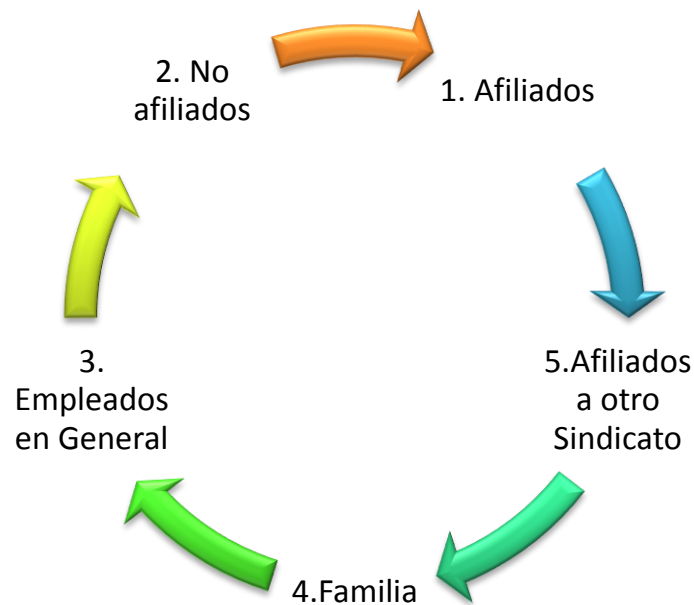 2. No
afiliados
1. Afiliados
3.
Empleados
en General
5.Afiliados
a otro
Sindicato
4.Familia